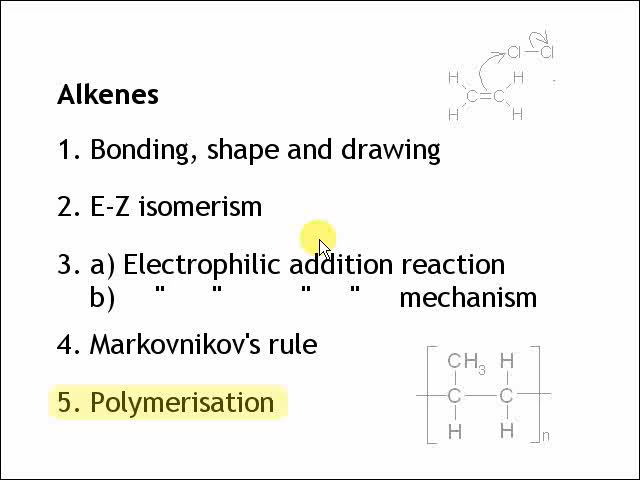 Cl Cl
H H
C=C
H H
Alkenes
1. Bonding, shape and drawing
2. E-Z isomerism
3. a) Electrophilic addition reaction
b) " " " " mechanism
4. Markovnikov's rule
5. Polymerisation
CH3 H
C C
H H
n